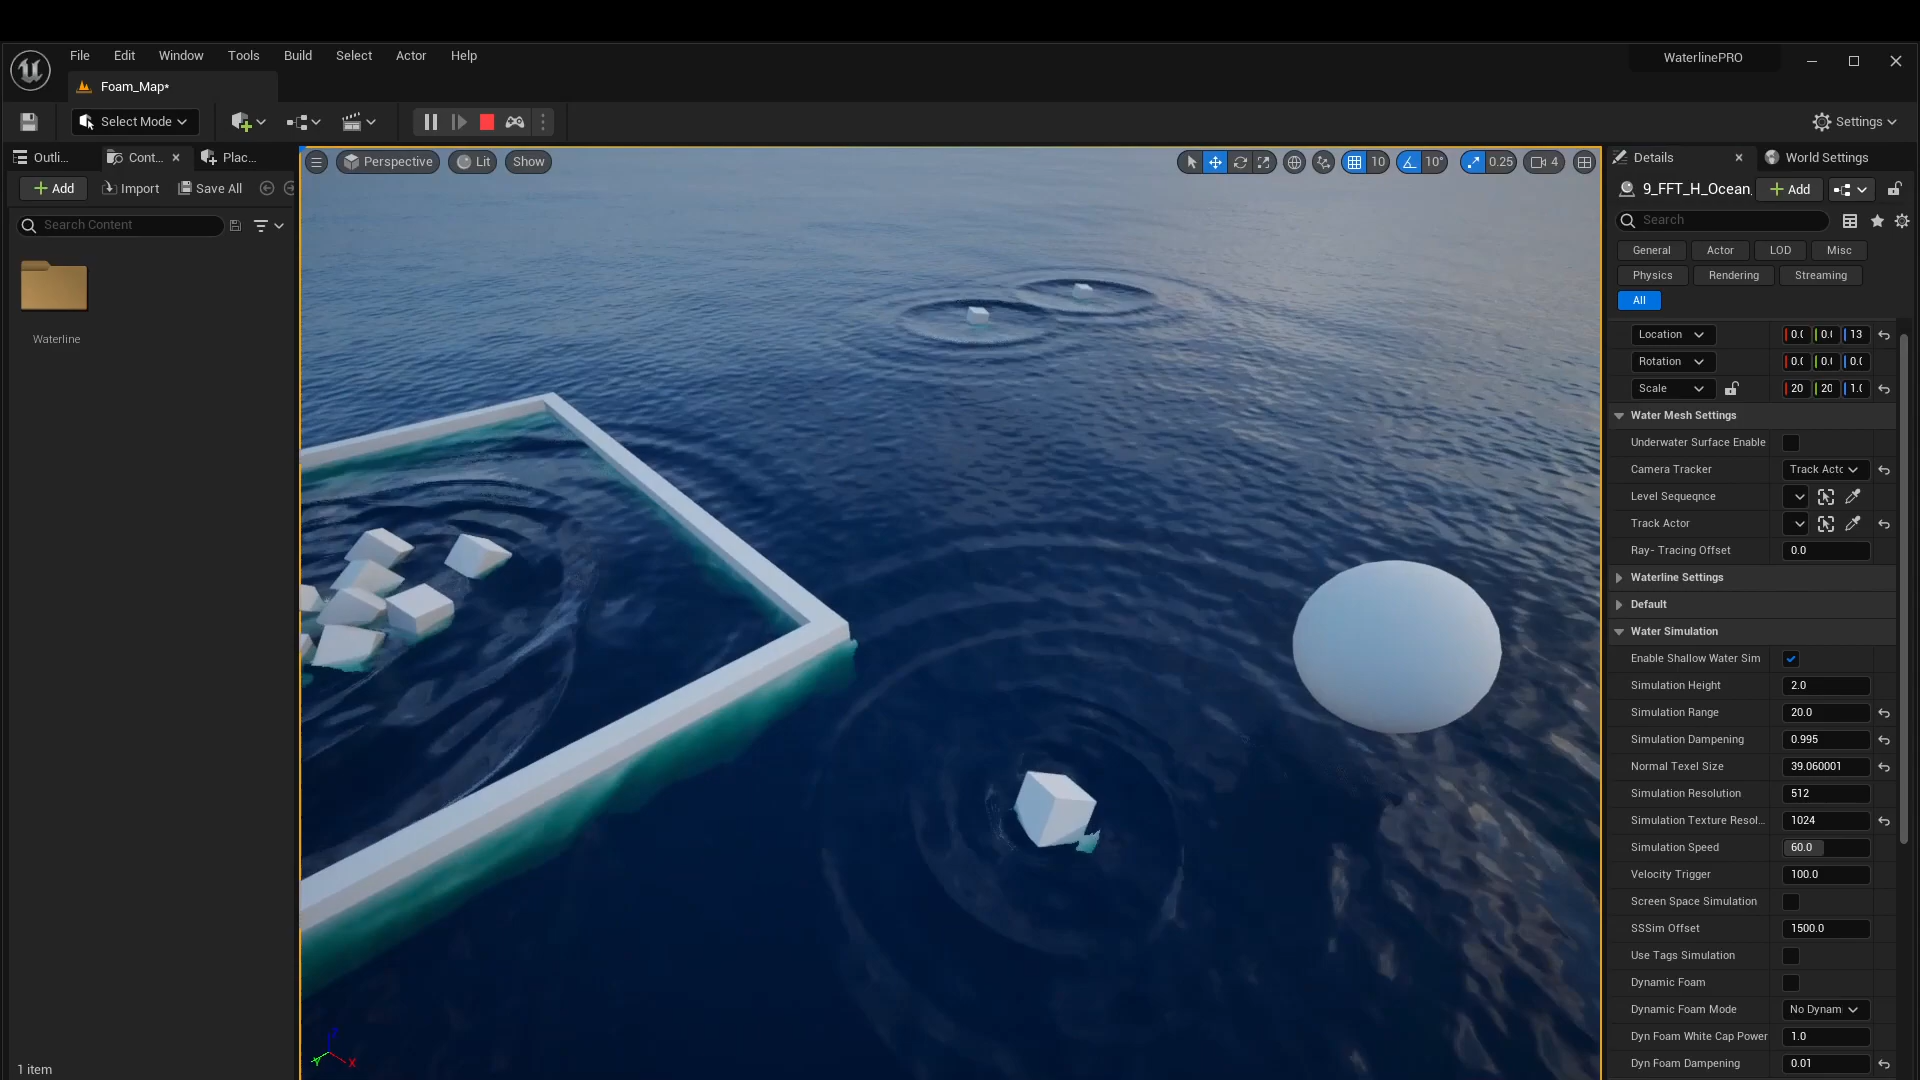 File Edit Window Tools Build Select Actor Help
WaterlinePRO
Foam_Map*
Select Mode
Settings
Outli...
Cont...
Plac...
Perspective
Lit
Show
10
10°
0.25
4
Details
World Settings
Add
Import
Save All
9_FFT_H_Ocean
Add
Search Content
Search
General
Actor
LOD
Misc
Physics
Rendering
Streaming
All
Waterline
Location 0.( 0.( 13
Rotation 0.( 0.( 0.(
Scale 20 20 1.(
Water Mesh Settings
Underwater Surface Enable
Camera Tracker Track Actc
Level Sequeqnce
Track Actor
Ray- Tracing Offset 0.0
Waterline Settings
Default
Water Simulation
Enable Shallow Water Sim
Simulation Height 2.0
Simulation Range 20.0
Simulation Dampening 0.995
Normal Texel Size 39.060001
Simulation Resolution 512
Simulation Texture Resol... 1024
Simulation Speed 60.0
Velocity Trigger 100.0
Screen Space Simulation
SSSim Offset 1500.0
Use Tags Simulation
Dynamic Foam
Dynamic Foam Mode No Dynam
Dyn Foam White Cap Power 1.0
Dyn Foam Dampening 0.01
X
1 item